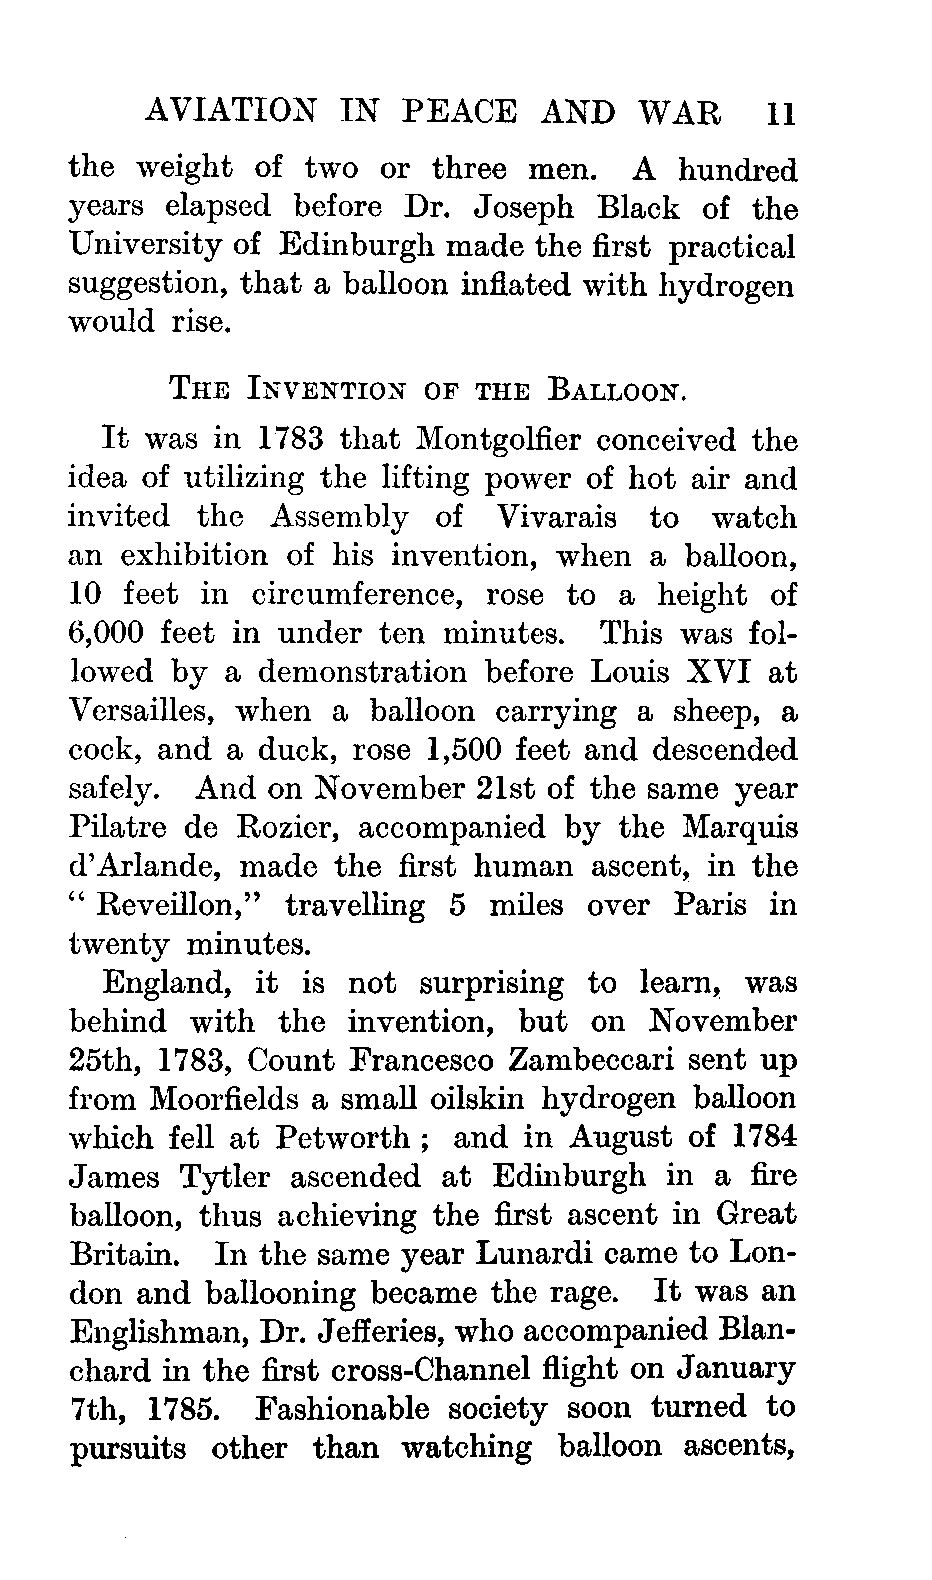 AVIATION IN PEACE AND WAR 11
the weight of two or three men. A hundred
years elapsed before Dr. Joseph Black of the
University of Edinburgh made the first practical
suggestion, that a balloon inflated with hydrogen
would rise.
THE INVENTION OF THE BALLOON.
It was in 1783 that Montgolfier conceived the
idea of utilizing the lifting power of hot air and
invited the Assembly of Vivarais to watch
an exhibition of his invention, when a balloon,
10 feet in circumference, rose to a height of
6,000 feet in under ten minutes. This was fol-
lowed by a demonstration before Louis XVI at
Versailles, when a balloon carrying a sheep, a
cock, and a duck, rose 1,500 feet and descended
safely. And on November 21st of the same year
Pilatre de Rozier, accompanied by the Marquis
d'Arlande, made the first human ascent, in the
" Reveillon," travelling 5 miles over Paris in
twenty minutes.
England, it is not surprising to learn, was
behind with the invention, but on November
25th, 1783, Count Francesco Zambeccari sent up
from Moorfields a small oilskin hydrogen balloon
which fell at Petworth ; and in August of 1784
James Tytler ascended at Edinburgh in a fire
balloon, thus achieving the first ascent in Great
Britain. In the same year Lunardi came to Lon-
don and ballooning became the rage. It was an
Englishman, Dr. Jefferies, who accompanied Blan-
chard in the first cross-Channel flight on January
7th, 1785. Fashionable society soon turned to
pursuits other than watching balloon ascents,